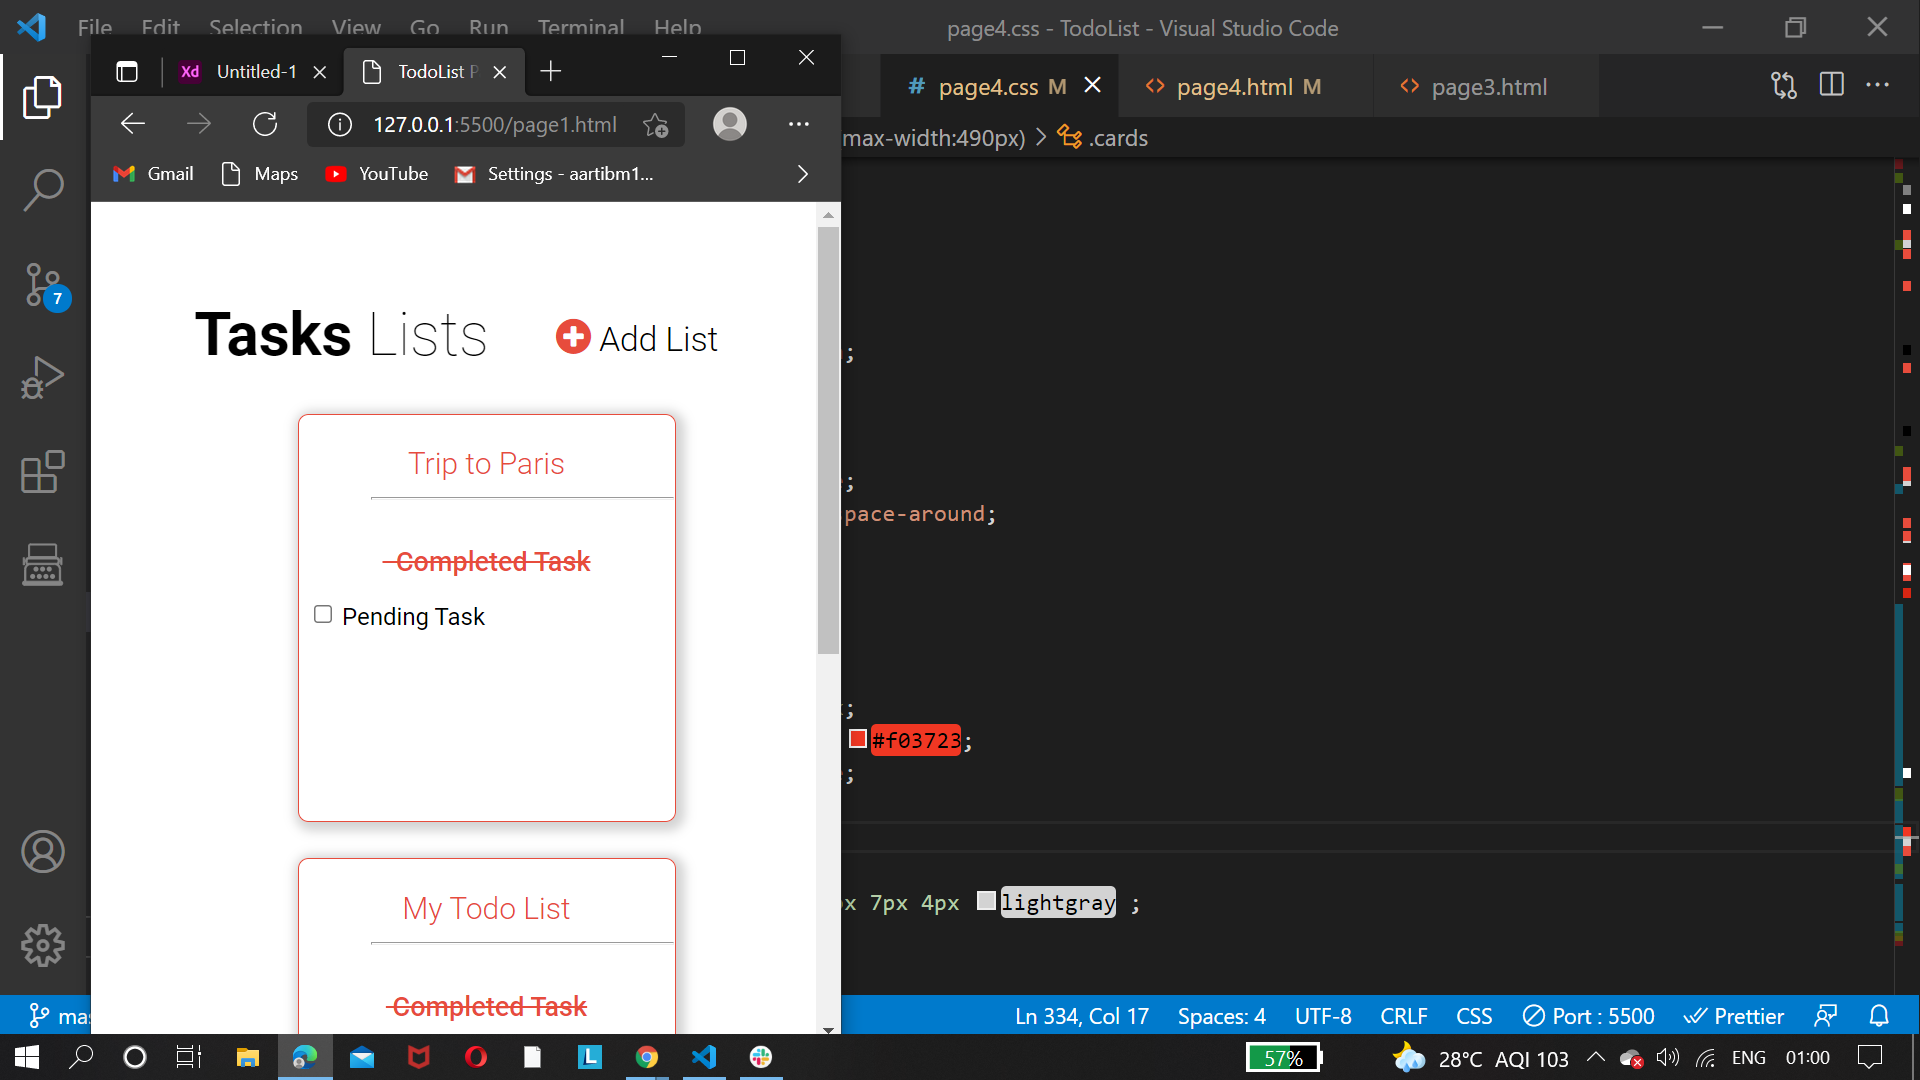 File Edit Selection View Go Run Terminal Help
page4.css - TodoList - Visual Studio Code
Xd Untitled-1
TodoList P
# page4.css M
<> page4.html M
<> page3.html
127.0.0.1:5500/page1.html
max-width:490px) > .cards
Gmail Maps YouTube Settings - aartibm1...
7
Tasks Lists
Add List
;
Trip to Paris
;
pace-around;
Completed Task
Pending Task
;
#f03723;
;
x 7px 4px lightgray ;
My Todo List
Completed Task
mas
Ln 334, Col 17 Spaces: 4 UTF-8 CRLF CSS Port : 5500 Prettier
L
57%
28°C AQI 103
ENG 01:00